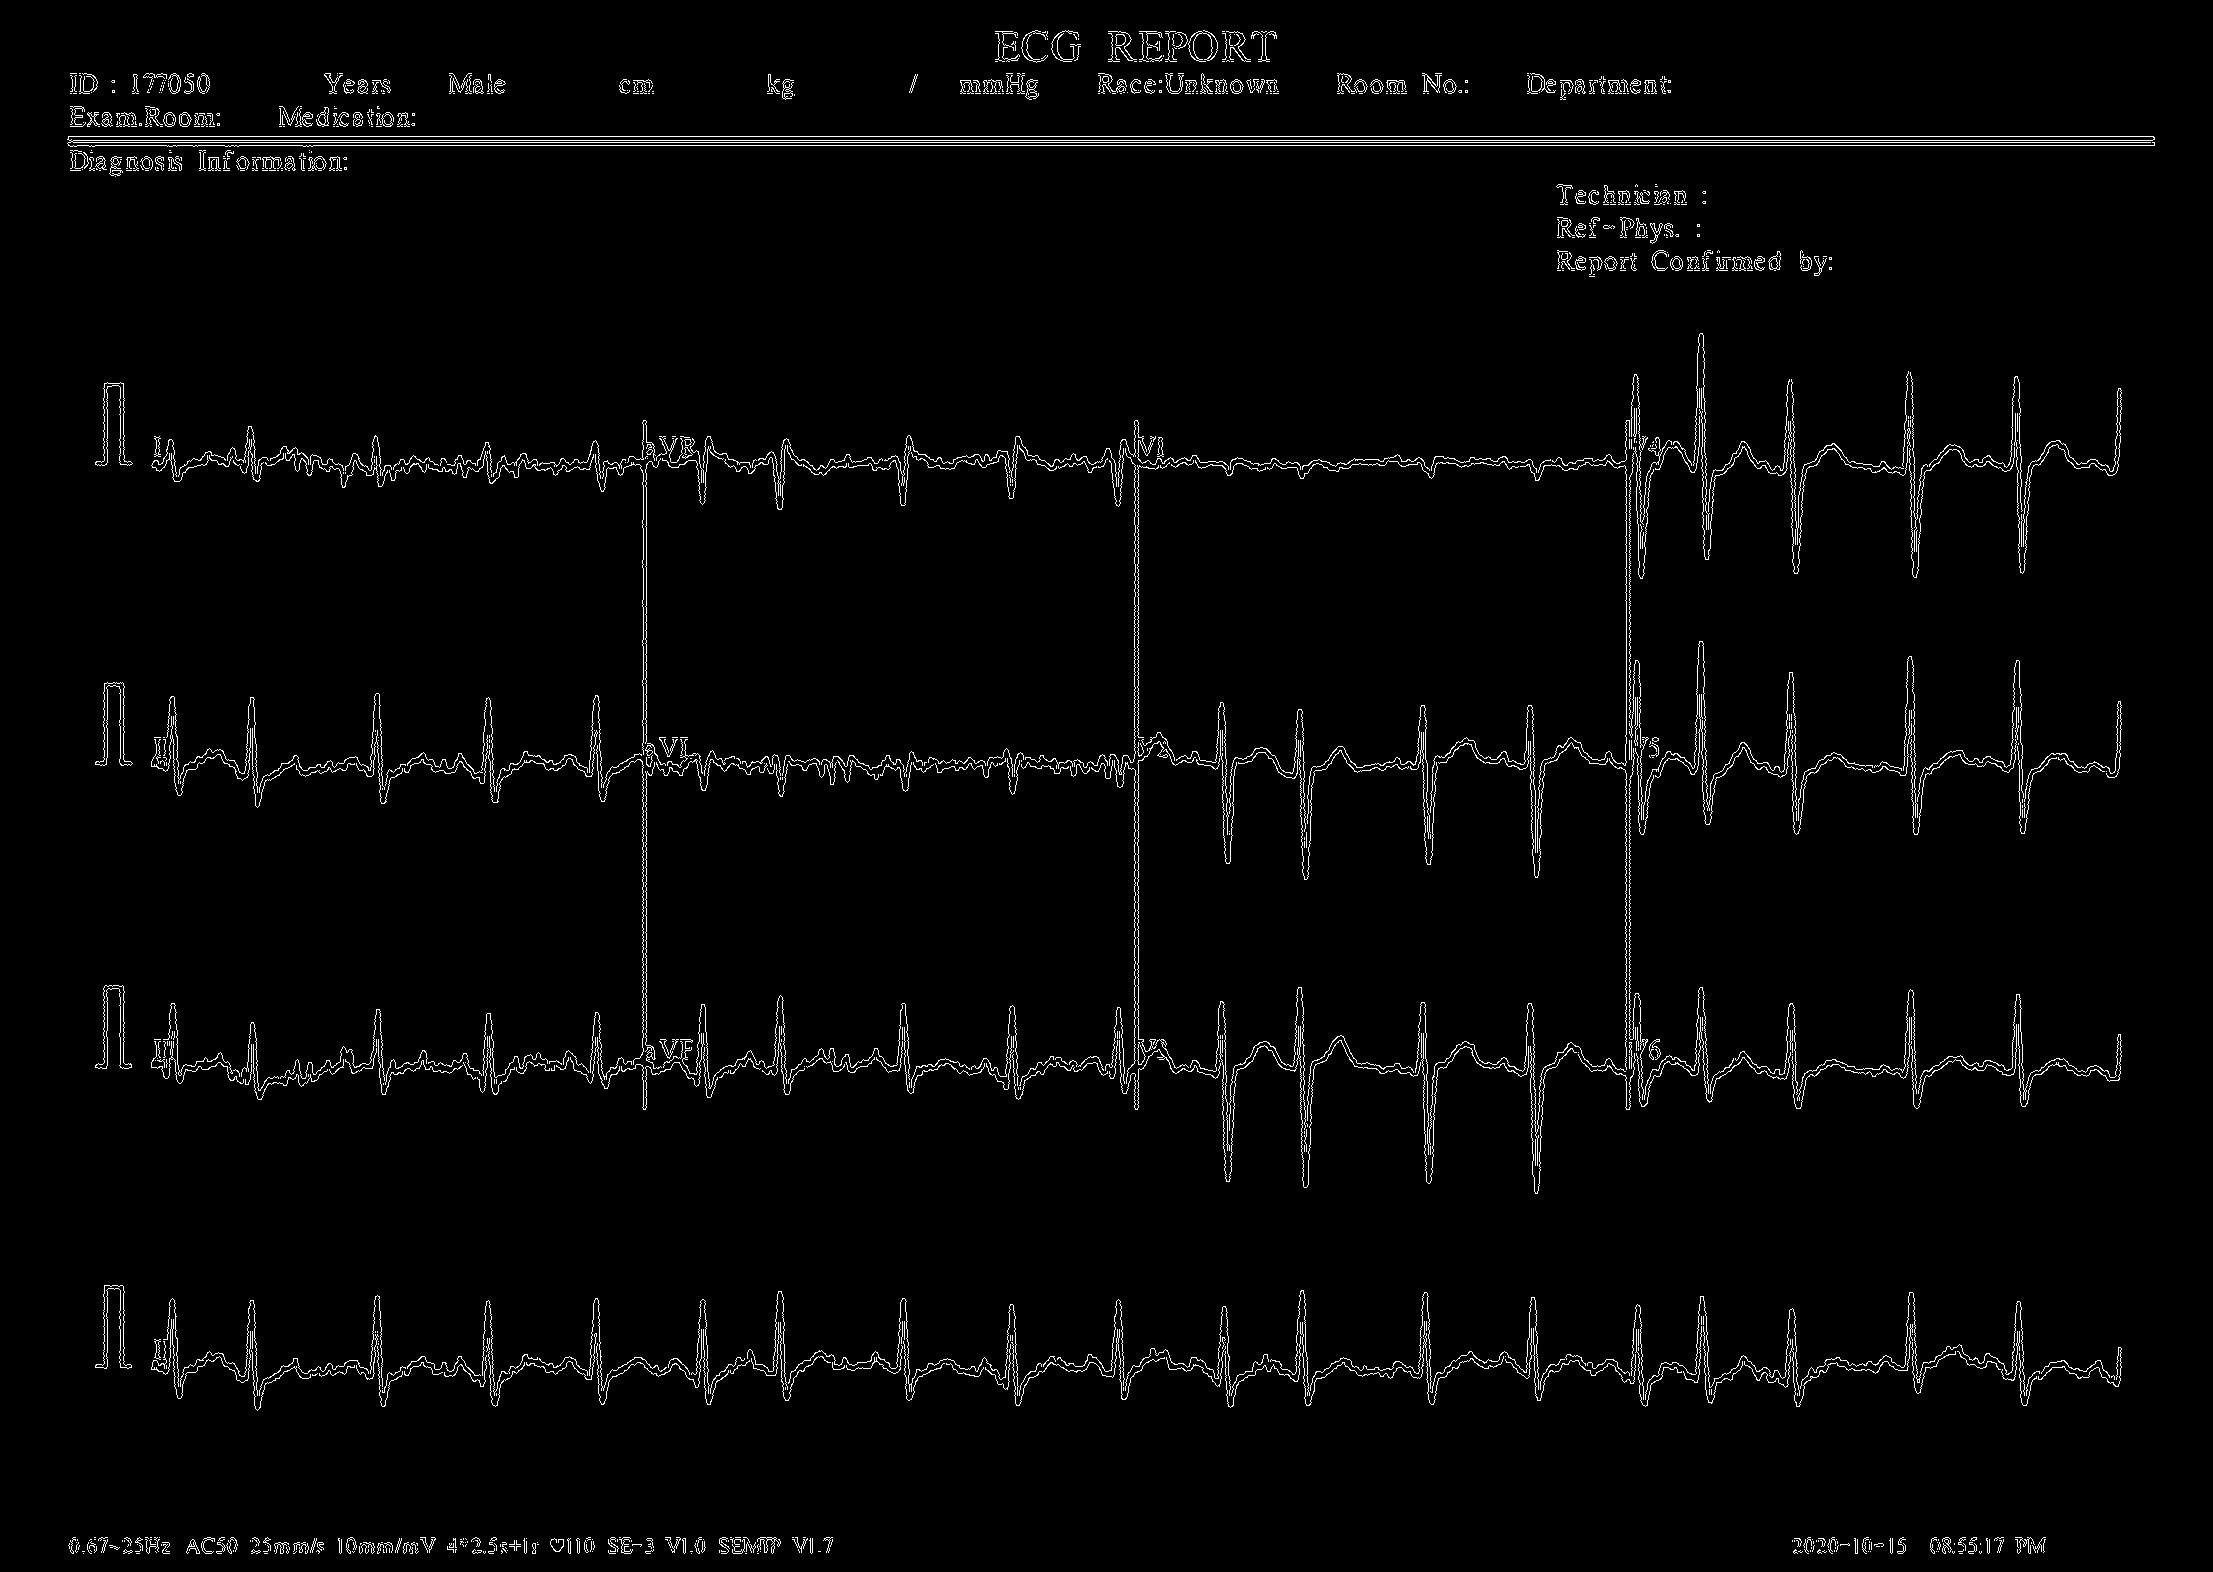 ECG REPORT
ID : 177050 Years Male cm kg / mmHg Race:Unknown Room No.: Department:
Exam.Room: Medication:
Diagnosis Information:
Technician :
Ref-Phys. :
Report Confirmed by:
I aVR V1 V4
II aVL V2 V5
III aVF V3 V6
II
0.67~25Hz AC50 25mm/s 10mm/mV 4*2.5s+1r ♡110 SE-3 V1.0 SEMIP V1.7
2020-10-15 08:55:17 PM